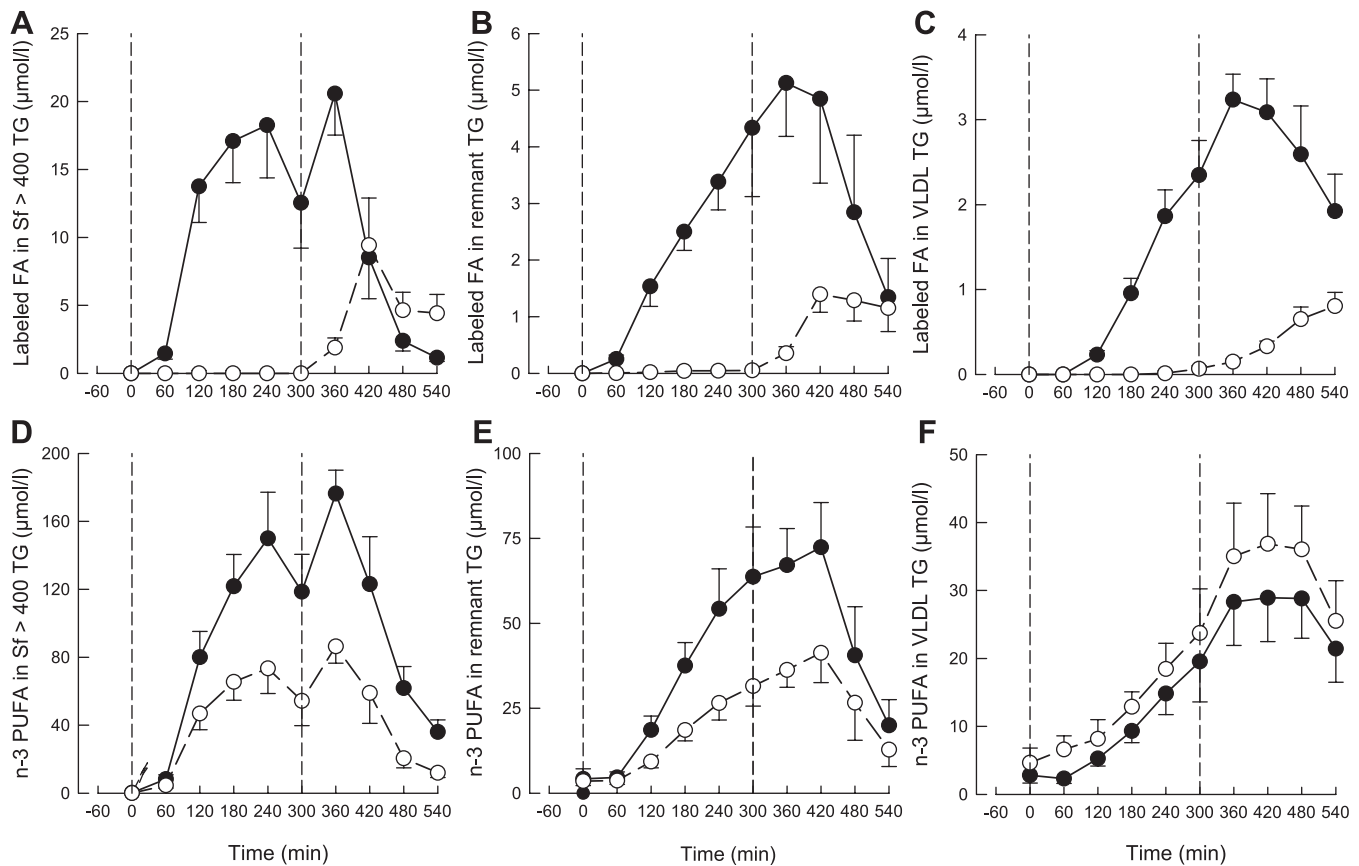 A
Labeled FA in Sf > 400 TG (µmol/l)
25
20
15
10
5
0
-60 0 60 120 180 240 300 360 420 480 540
B
Labeled FA in remnant TG (µmol/l)
6
5
4
3
2
1
0
-60 0 60 120 180 240 300 360 420 480 540
C
Labeled FA in VLDL TG (µmol/l)
4
3
2
1
0
-60 0 60 120 180 240 300 360 420 480 540
D
n-3 PUFA in Sf > 400 TG (µmol/l)
200
160
120
80
40
0
-60 0 60 120 180 240 300 360 420 480 540
Time (min)
E
n-3 PUFA in remnant TG (µmol/l)
100
75
50
25
0
-60 0 60 120 180 240 300 360 420 480 540
Time (min)
F
n-3 PUFA in VLDL TG (µmol/l)
50
40
30
20
10
0
-60 0 60 120 180 240 300 360 420 480 540
Time (min)